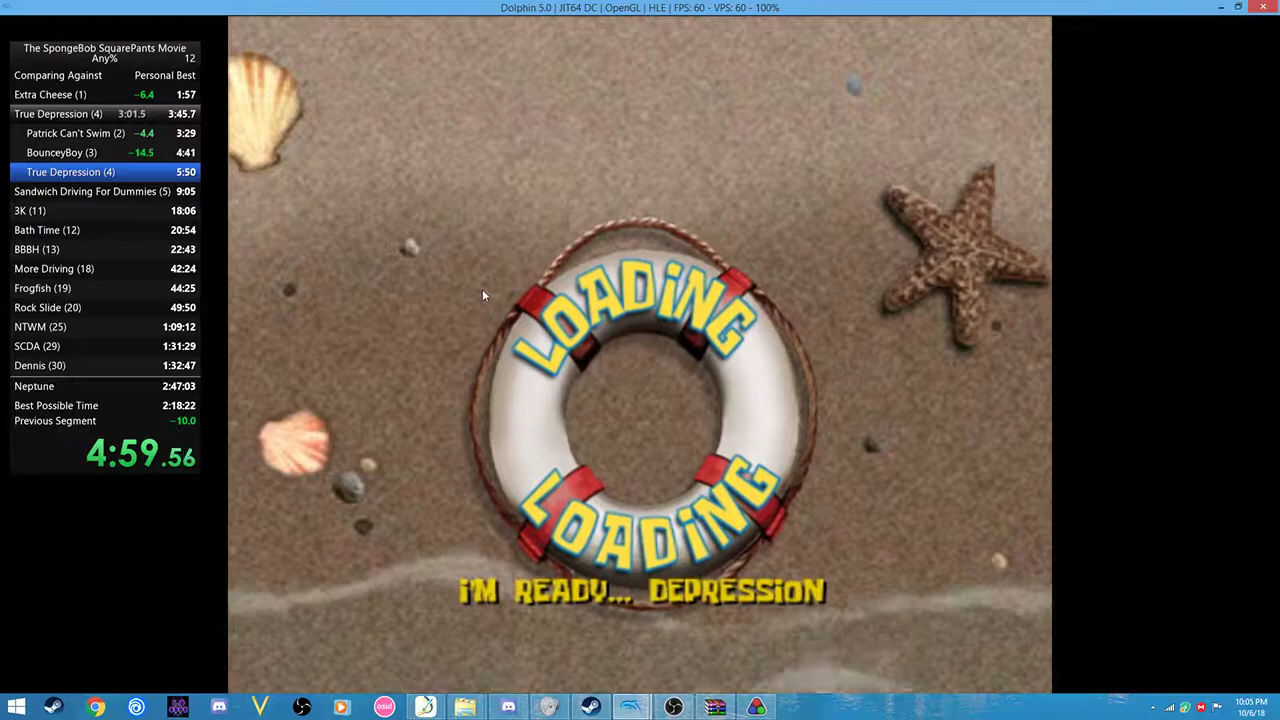 Dolphin 5.0 | JIT64 DC | OpenGL | HLE | FPS: 60 - VPS: 60 - 100%
The SpongeBob SquarePants Movie
Any% 12
Comparing Against Personal Best
Extra Cheese (1) −6.4 1:57
True Depression (4) 3:01.5 3:45.7
Patrick Can't Swim (2) −4.4 3:29
BounceyBoy (3) −14.5 4:41
True Depression (4) 5:50
Sandwich Driving For Dummies (5) 9:05
3K (11) 18:06
Bath Time (12) 20:54
BBBH (13) 22:43
More Driving (18) 42:24
Frogfish (19) 44:25
Rock Slide (20) 49:50
NTWM (25) 1:09:12
SCDA (29) 1:31:29
Dennis (30) 1:32:47
Neptune 2:47:03
Best Possible Time 2:18:22
Previous Segment −10.0
4:59.56
LOADiNG
LOADiNG
i'M READY... DEPRESSiON
osu!
10:05 PM
10/6/18